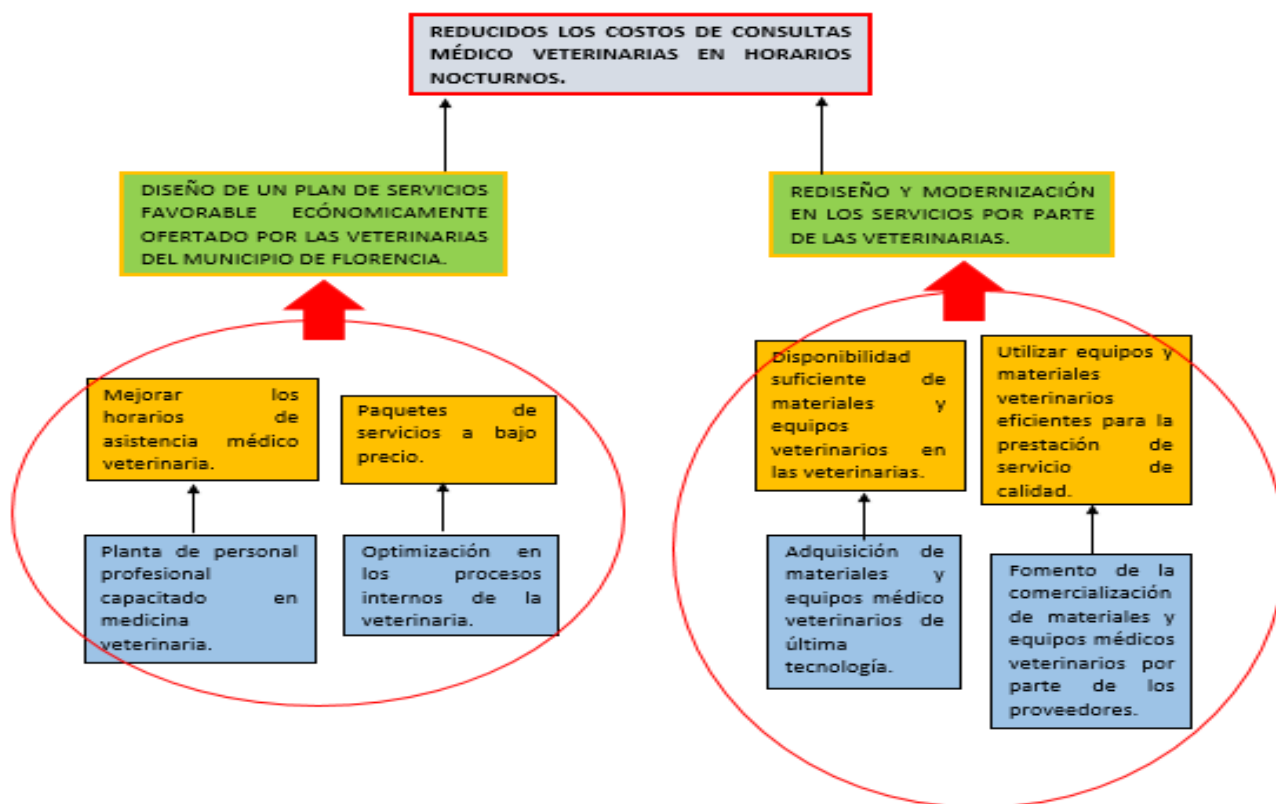 REDUCIDOS LOS COSTOS DE CONSULTAS
MÉDICO VETERINARIAS EN HORARIOS
NOCTURNOS.
DISEÑO DE UN PLAN DE SERVICIOS
FAVORABLE ECÓNOMICAMENTE
OFERTADO POR LAS VETERINARIAS
DEL MUNICIPIO DE FLORENCIA.
REDISEÑO Y MODERNIZACIÓN
EN LOS SERVICIOS POR PARTE
DE LAS VETERINARIAS.
Mejorar los
horarios de
asistencia médico
veterinaria.
Paquetes de
servicios a bajo
precio.
Disponibilidad
suficiente de
materiales y
equipos
veterinarios en
las veterinarias.
Utilizar equipos y
materiales
veterinarios
eficientes para la
prestación de
servicio de
calidad.
Planta de personal
profesional
capacitado en
medicina
veterinaria.
Optimización en
los procesos
internos de la
veterinaria.
Adquisición de
materiales y
equipos médico
veterinarios de
última
tecnología.
Fomento de la
comercialización
de materiales y
equipos médicos
veterinarios por
parte de los
proveedores.